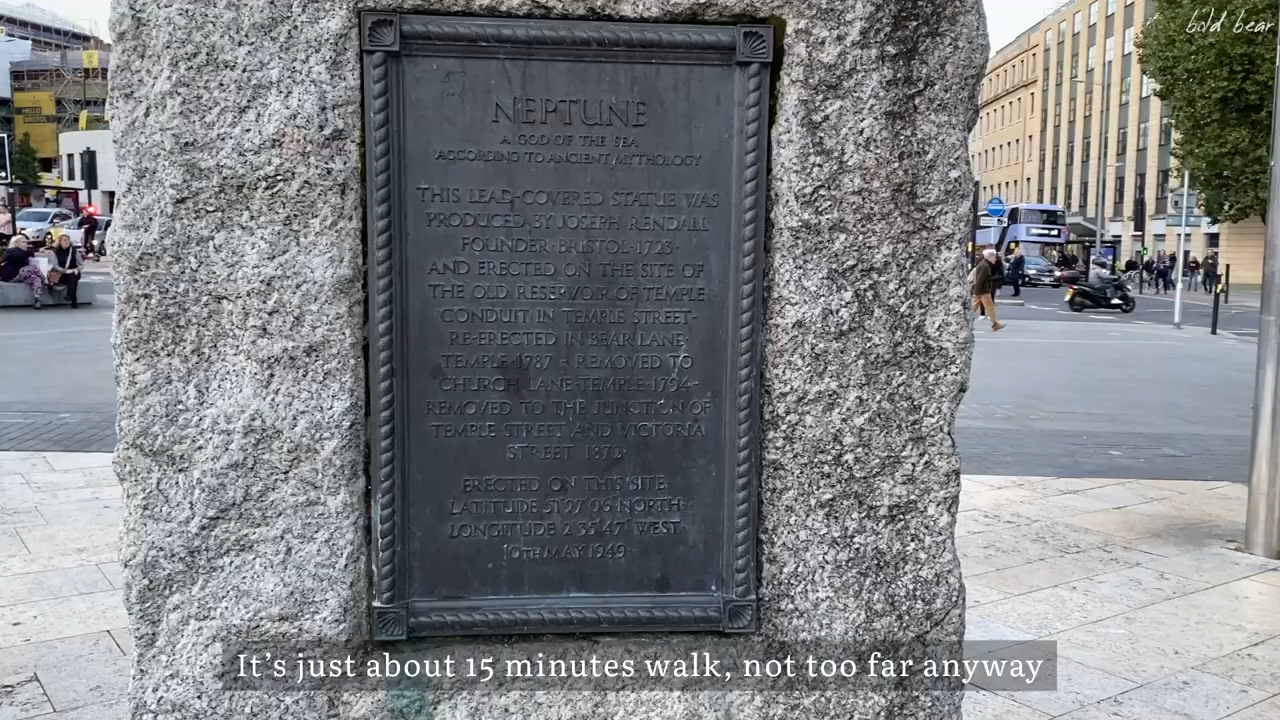 bold bear
HELLO
BRISTOL
NEPTUNE
A GOD OF THE SEA
ACCORDING TO ANCIENT MYTHOLOGY
THIS LEAD-COVERED STATUE WAS
PRODUCED BY JOSEPH RENDALL
FOUNDER·BRISTOL·1723·
AND ERECTED ON THE SITE OF
THE OLD RESERVOIR OF TEMPLE
CONDUIT IN TEMPLE STREET-
RE-ERECTED IN BEAR LANE·
TEMPLE·1787 - REMOVED TO
CHURCH LANE·TEMPLE·1794-
REMOVED TO THE JUNCTION OF
TEMPLE STREET AND VICTORIA
STREET 1872·
ERECTED ON THIS SITE·
LATITUDE 51° 27' 06" NORTH·
LONGITUDE 2° 35' 47" WEST·
10TH MAY 1949·
It's just about 15 minutes walk, not too far anyway